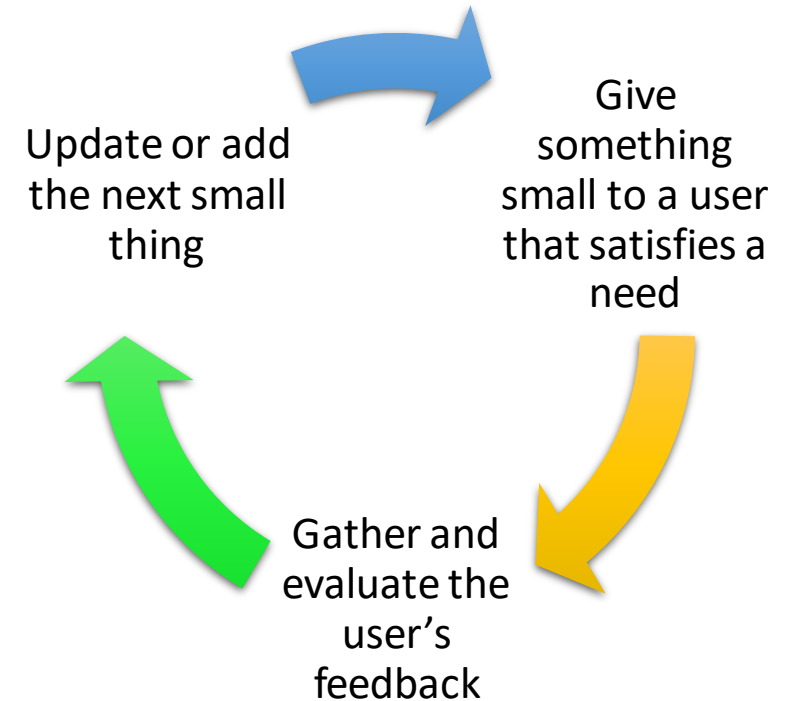 Give
something
small to a user
that satisfies a
need
Gather and
evaluate the
user’s
feedback
Update or add
the next small
thing